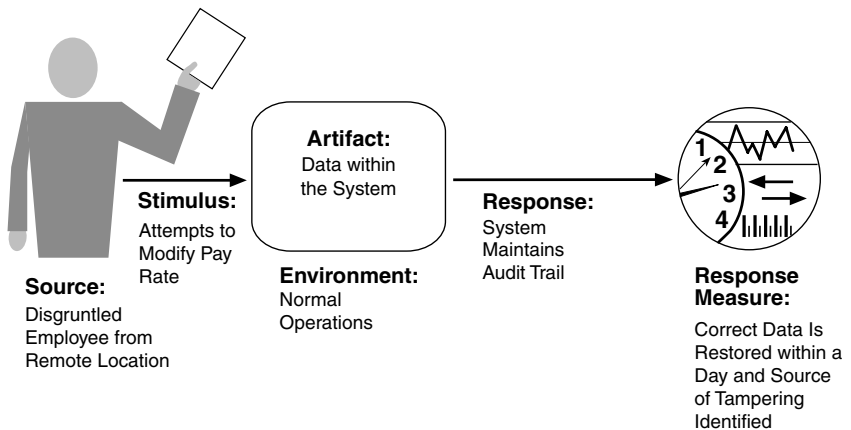 Source:
Disgruntled
Employee from
Remote Location
Stimulus:
Attempts to
Modify Pay
Rate
Artifact:
Data within
the System
Environment:
Normal
Operations
Response:
System
Maintains
Audit Trail
1
2
3
4
Response
Measure:
Correct Data Is
Restored within a
Day and Source
of Tampering
Identified